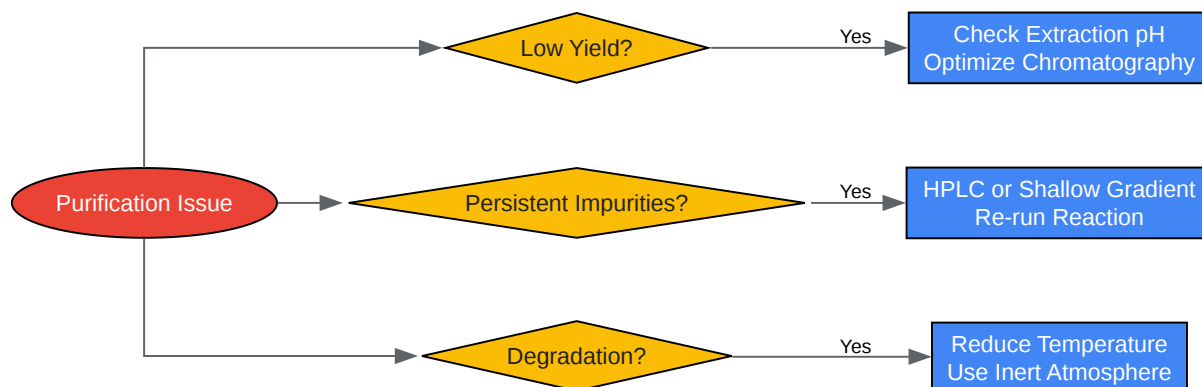 Low Yield?
Yes
Check Extraction pH
Optimize Chromatography
Purification Issue
Persistent Impurities?
Yes
HPLC or Shallow Gradient
Re-run Reaction
Degradation?
Yes
Reduce Temperature
Use Inert Atmosphere